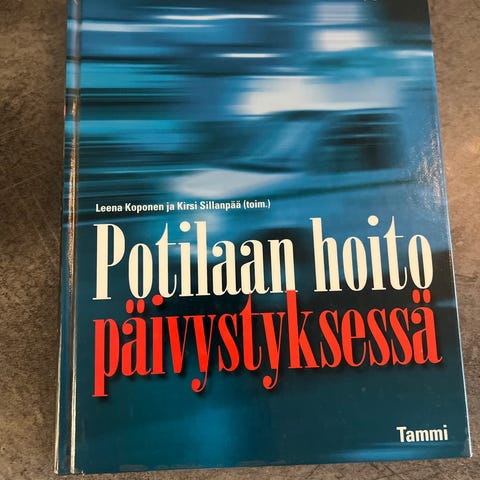 Leena Koponen ja Kirsi Sillanpää (toim.)
Potilaan hoito
päivystyksessä
Tammi